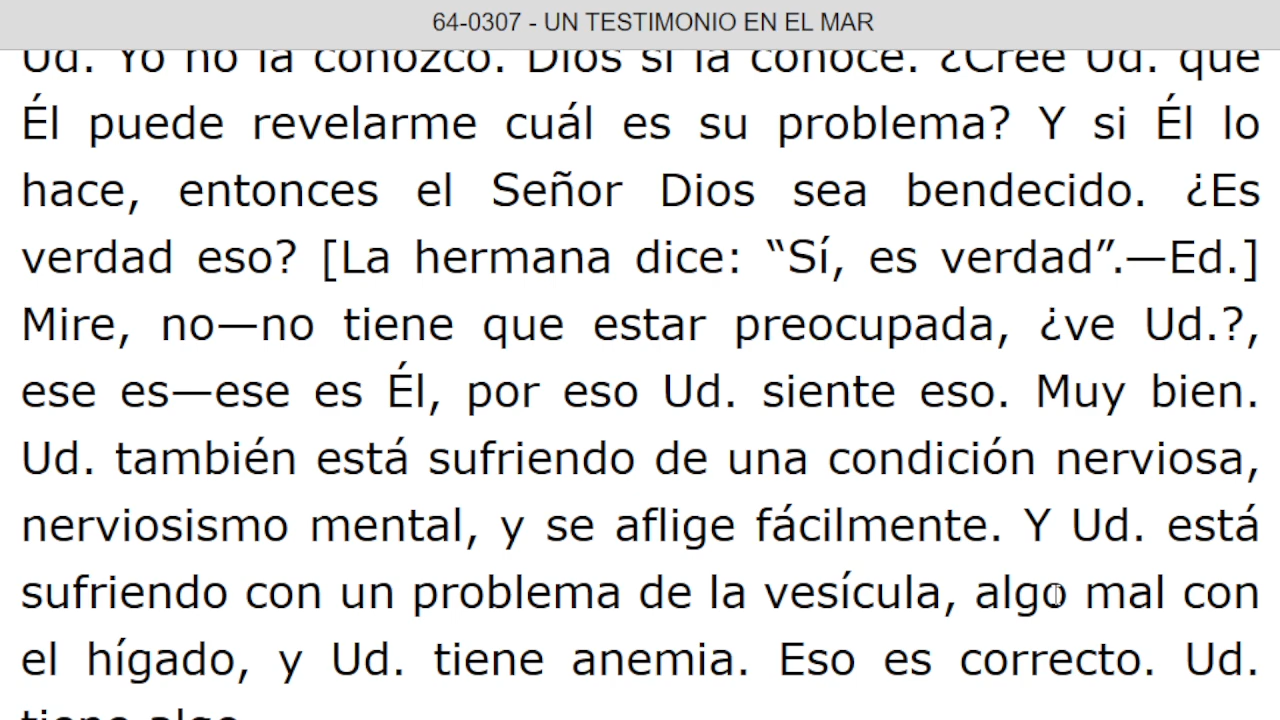 64-0307 - UN TESTIMONIO EN EL MAR
Ud. Yo no la conozco. Dios sí la conoce. ¿Cree Ud. que
Él puede revelarme cuál es su problema? Y si Él lo
hace, entonces el Señor Dios sea bendecido. ¿Es
verdad eso? [La hermana dice: “Sí, es verdad”.—Ed.]
Mire, no—no tiene que estar preocupada, ¿ve Ud.?,
ese es—ese es Él, por eso Ud. siente eso. Muy bien.
Ud. también está sufriendo de una condición nerviosa,
nerviosismo mental, y se aflige fácilmente. Y Ud. está
sufriendo con un problema de la vesícula, algo mal con
el hígado, y Ud. tiene anemia. Eso es correcto. Ud.
tiene algo